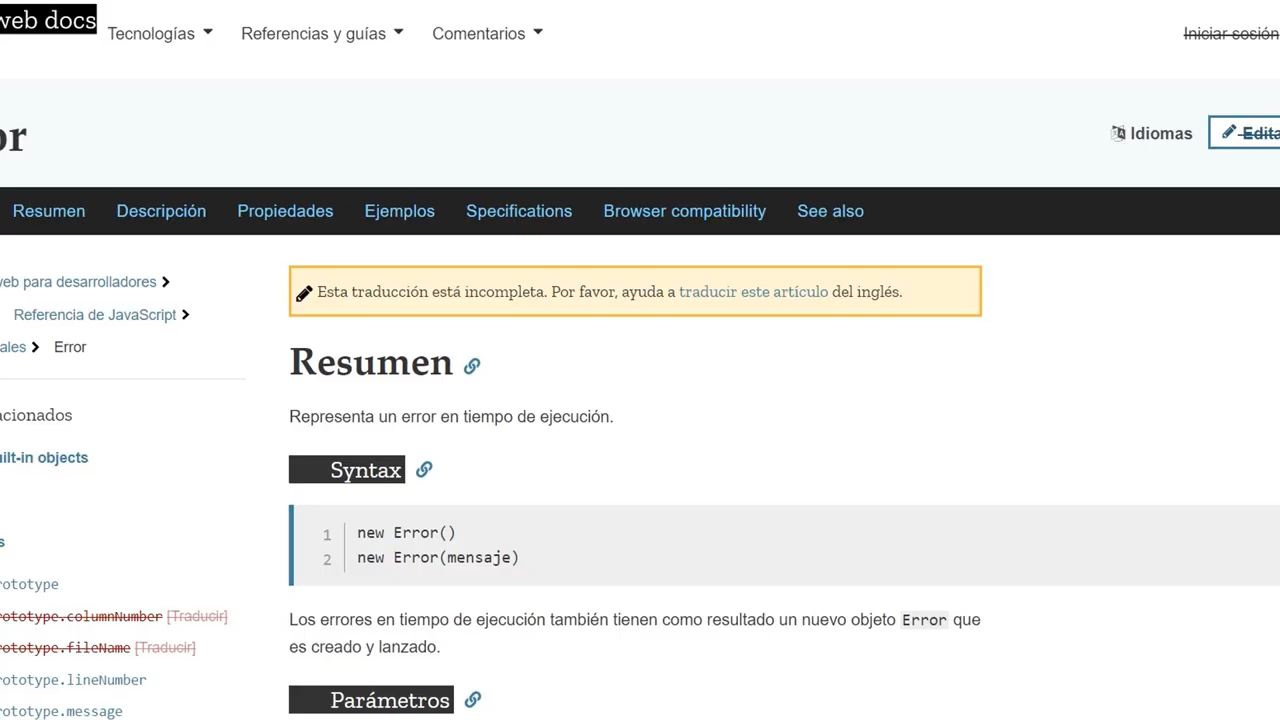 web docs
Tecnologías
Referencias y guías
Comentarios
Iniciar sesión
or
Idiomas
Edita
Resumen
Descripción
Propiedades
Ejemplos
Specifications
Browser compatibility
See also
web para desarrolladores
Referencia de JavaScript
ales
Error
acionados
uilt-in objects
s
rototype
rototype.columnNumber [Traducir]
rototype.fileName [Traducir]
rototype.lineNumber
rototype.message
Esta traducción está incompleta. Por favor, ayuda a traducir este artículo del inglés.
Resumen
Representa un error en tiempo de ejecución.
Syntax
1 new Error()
2 new Error(mensaje)
Los errores en tiempo de ejecución también tienen como resultado un nuevo objeto Error que
es creado y lanzado.
Parámetros